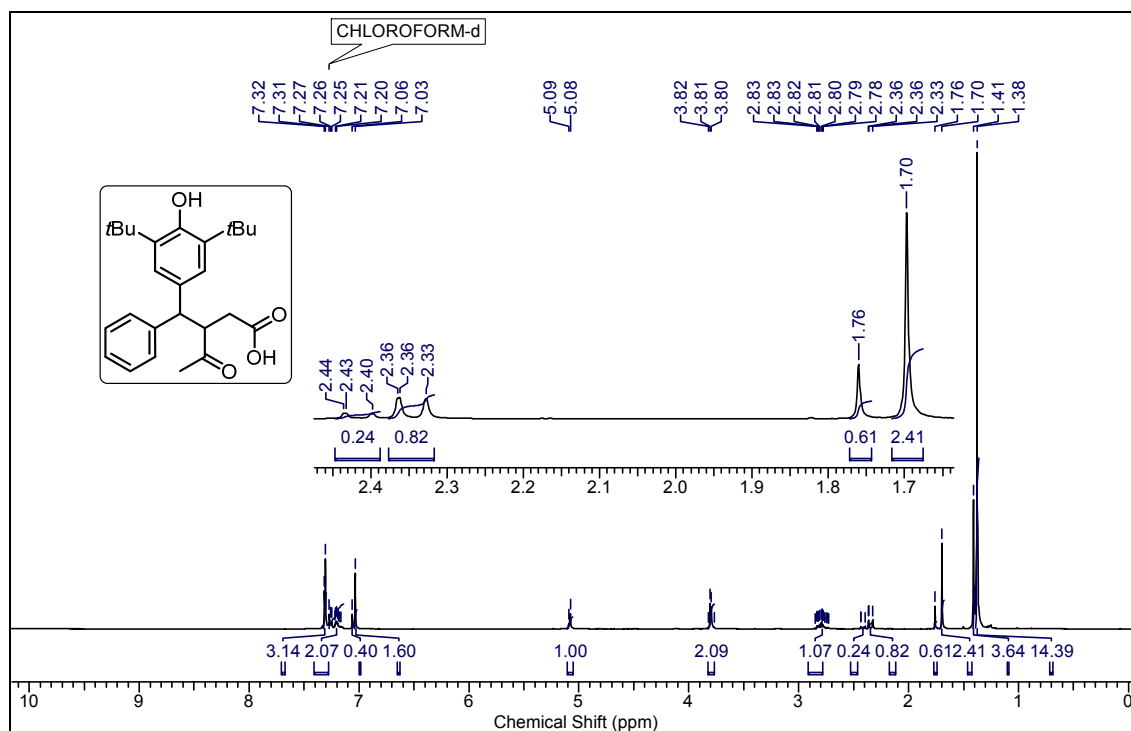 CHLOROFORM-d
7.32 7.31 7.27 7.26 7.25 7.21 7.20 7.06 7.03 5.09 5.08 3.82 3.81 3.80 2.83 2.83 2.82 2.81 2.80 2.79 2.78 2.36 2.36 2.33 1.76 1.70 1.41 1.38
OH
tBu tBu
O
OH
O
2.44 2.43 2.40 2.36 2.36 2.33 1.76 1.70
0.24 0.82 0.61 2.41
2.4 2.3 2.2 2.1 2.0 1.9 1.8 1.7
3.14 2.07 0.40 1.60 1.00 2.09 1.07 0.24 0.82 0.61 2.41 3.64 14.39
10 9 8 7 6 5 4 3 2 1 0
Chemical Shift (ppm)